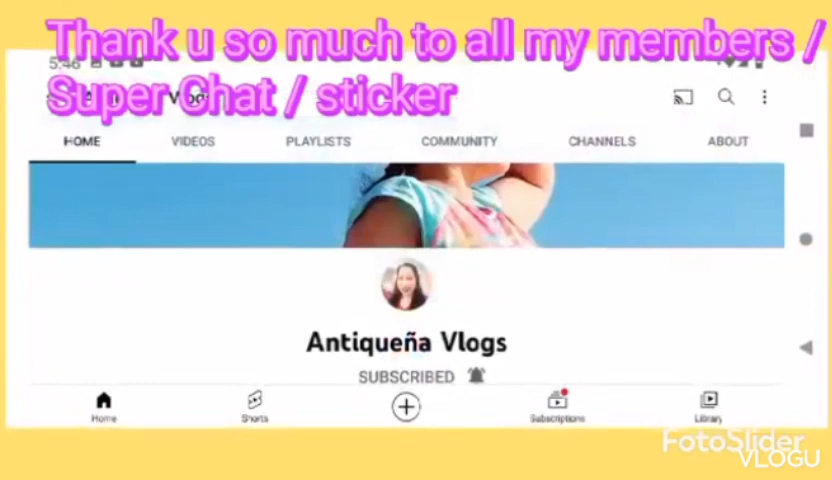 Thank u so much to all my members /
Super Chat / sticker
5:46
HOME VIDEOS PLAYLISTS COMMUNITY CHANNELS ABOUT
Antiqueña Vlogs
SUBSCRIBED
Home Shorts Subscriptions Library
FotoSlider
VLOGU